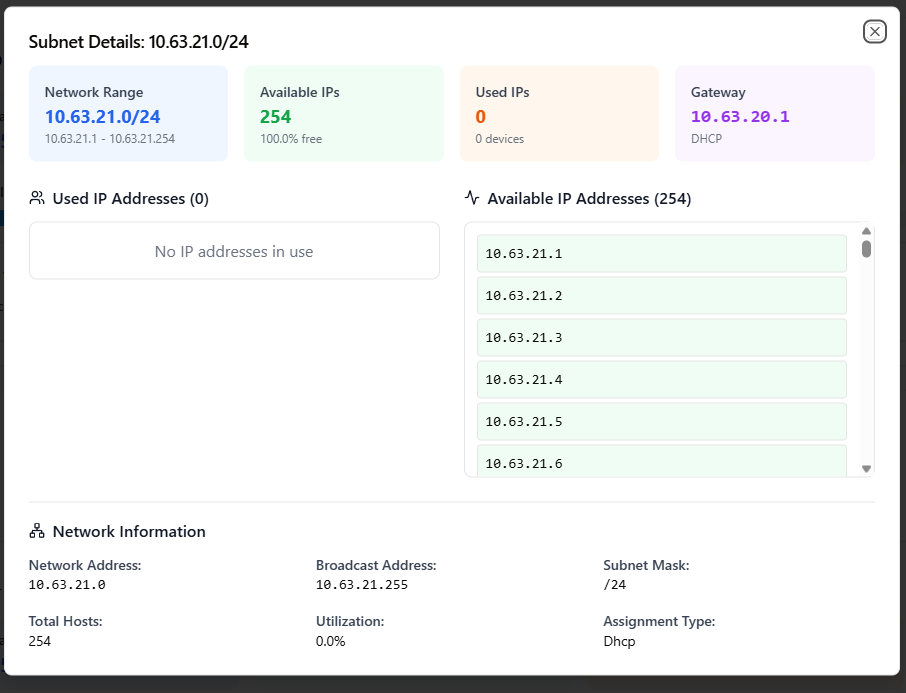 Subnet Details: 10.63.21.0/24
Network Range
10.63.21.0/24
10.63.21.1 - 10.63.21.254
Available IPs
254
100.0% free
Used IPs
0
0 devices
Gateway
10.63.20.1
DHCP
Used IP Addresses (0)
No IP addresses in use
Available IP Addresses (254)
10.63.21.1
10.63.21.2
10.63.21.3
10.63.21.4
10.63.21.5
10.63.21.6
Network Information
Network Address:
10.63.21.0
Broadcast Address:
10.63.21.255
Subnet Mask:
/24
Total Hosts:
254
Utilization:
0.0%
Assignment Type:
Dhcp